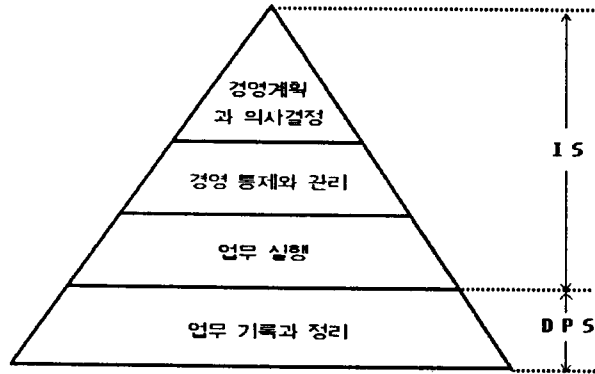 경영계획
과 의사결정
I S
경영 통제와 관리
업무 실행
업무 기록과 정리
D P S